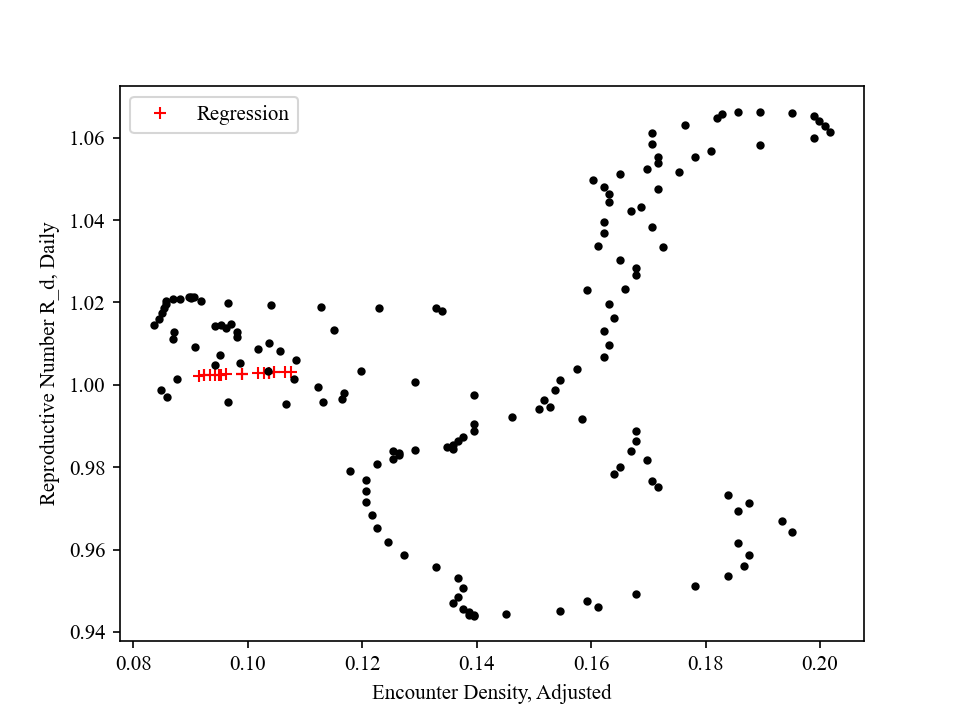 Regression
1.06
1.04
1.02
1.00
0.98
0.96
0.94
Reproductive Number R_d, Daily
0.08 0.10 0.12 0.14 0.16 0.18 0.20
Encounter Density, Adjusted